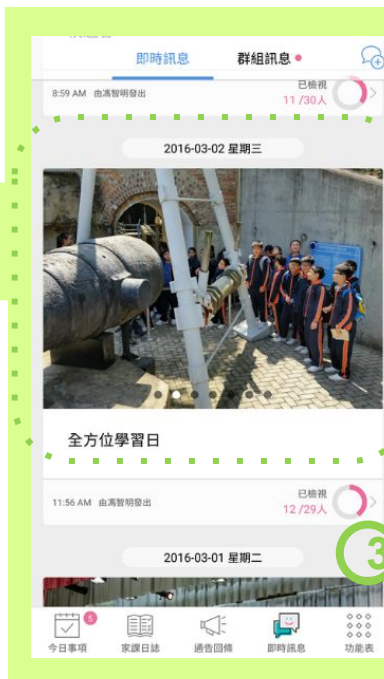 即時訊息 群組訊息
8:59 AM 由馮智明發出 已檢視
11 /30人
2016-03-02 星期三
全方位學習日
11:56 AM 由馮智明發出 已檢視
12 /29人
2016-03-01 星期二
3
5
今日事項 家課日誌 通告回條 即時訊息 功能表